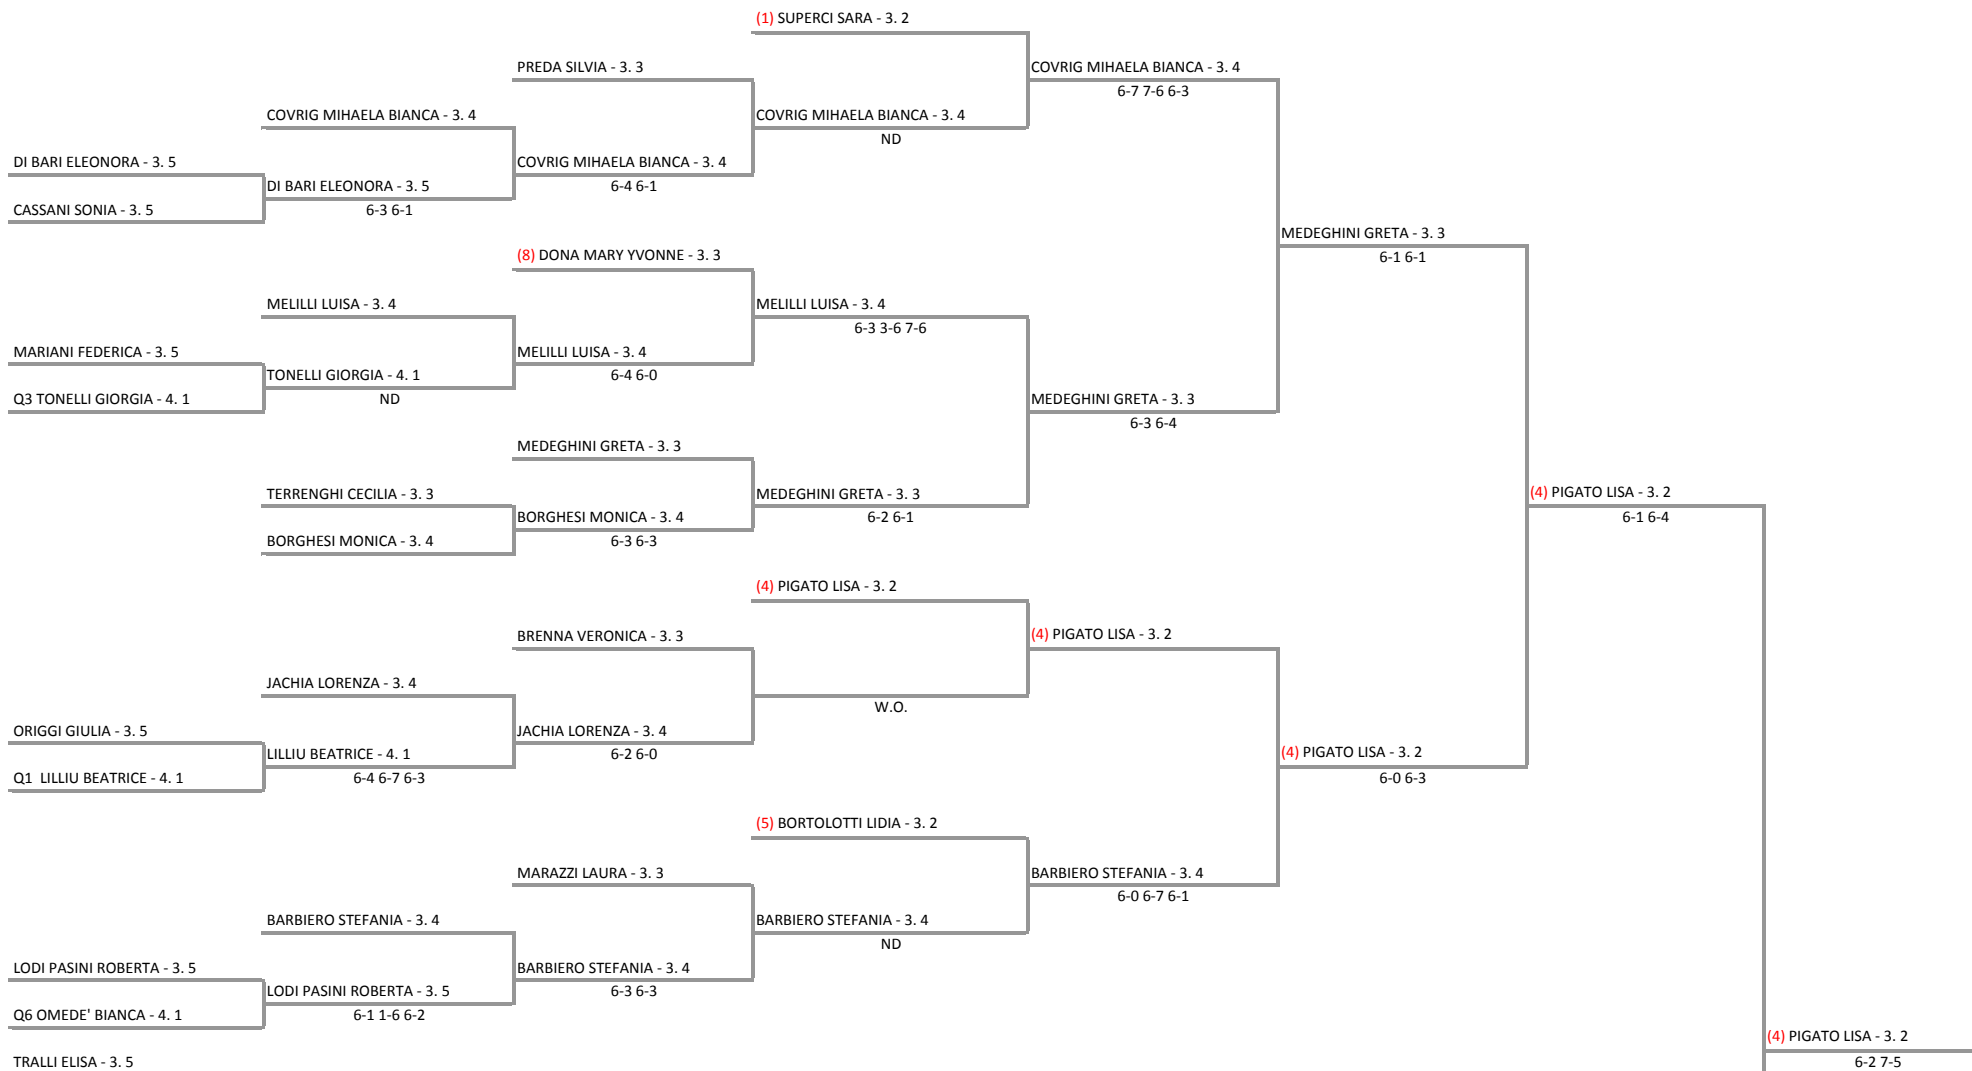 (1) SUPERCI SARA - 3. 2
PREDA SILVIA - 3. 3
COVRIG MIHAELA BIANCA - 3. 4
6-7 7-6 6-3
COVRIG MIHAELA BIANCA - 3. 4
COVRIG MIHAELA BIANCA - 3. 4
ND
DI BARI ELEONORA - 3. 5
COVRIG MIHAELA BIANCA - 3. 4
DI BARI ELEONORA - 3. 5
6-4 6-1
CASSANI SONIA - 3. 5
6-3 6-1
MEDEGHINI GRETA - 3. 3
(8) DONA MARY YVONNE - 3. 3
6-1 6-1
MELILLI LUISA - 3. 4
MELILLI LUISA - 3. 4
6-3 3-6 7-6
MARIANI FEDERICA - 3. 5
MELILLI LUISA - 3. 4
TONELLI GIORGIA - 4. 1
6-4 6-0
Q3 TONELLI GIORGIA - 4. 1
ND
MEDEGHINI GRETA - 3. 3
6-3 6-4
MEDEGHINI GRETA - 3. 3
TERRENGHI CECILIA - 3. 3
MEDEGHINI GRETA - 3. 3
(4) PIGATO LISA - 3. 2
BORGHESI MONICA - 3. 4
6-2 6-1
6-1 6-4
BORGHESI MONICA - 3. 4
6-3 6-3
(4) PIGATO LISA - 3. 2
BRENNA VERONICA - 3. 3
(4) PIGATO LISA - 3. 2
JACHIA LORENZA - 3. 4
W.O.
ORIGGI GIULIA - 3. 5
JACHIA LORENZA - 3. 4
LILLIU BEATRICE - 4. 1
6-2 6-0
(4) PIGATO LISA - 3. 2
Q1 LILLIU BEATRICE - 4. 1
6-4 6-7 6-3
6-0 6-3
(5) BORTOLOTTI LIDIA - 3. 2
MARAZZI LAURA - 3. 3
BARBIERO STEFANIA - 3. 4
6-0 6-7 6-1
BARBIERO STEFANIA - 3. 4
BARBIERO STEFANIA - 3. 4
ND
LODI PASINI ROBERTA - 3. 5
BARBIERO STEFANIA - 3. 4
LODI PASINI ROBERTA - 3. 5
6-3 6-3
Q6 OMEDE' BIANCA - 4. 1
6-1 1-6 6-2
(4) PIGATO LISA - 3. 2
TRALLI ELISA - 3. 5
6-2 7-5